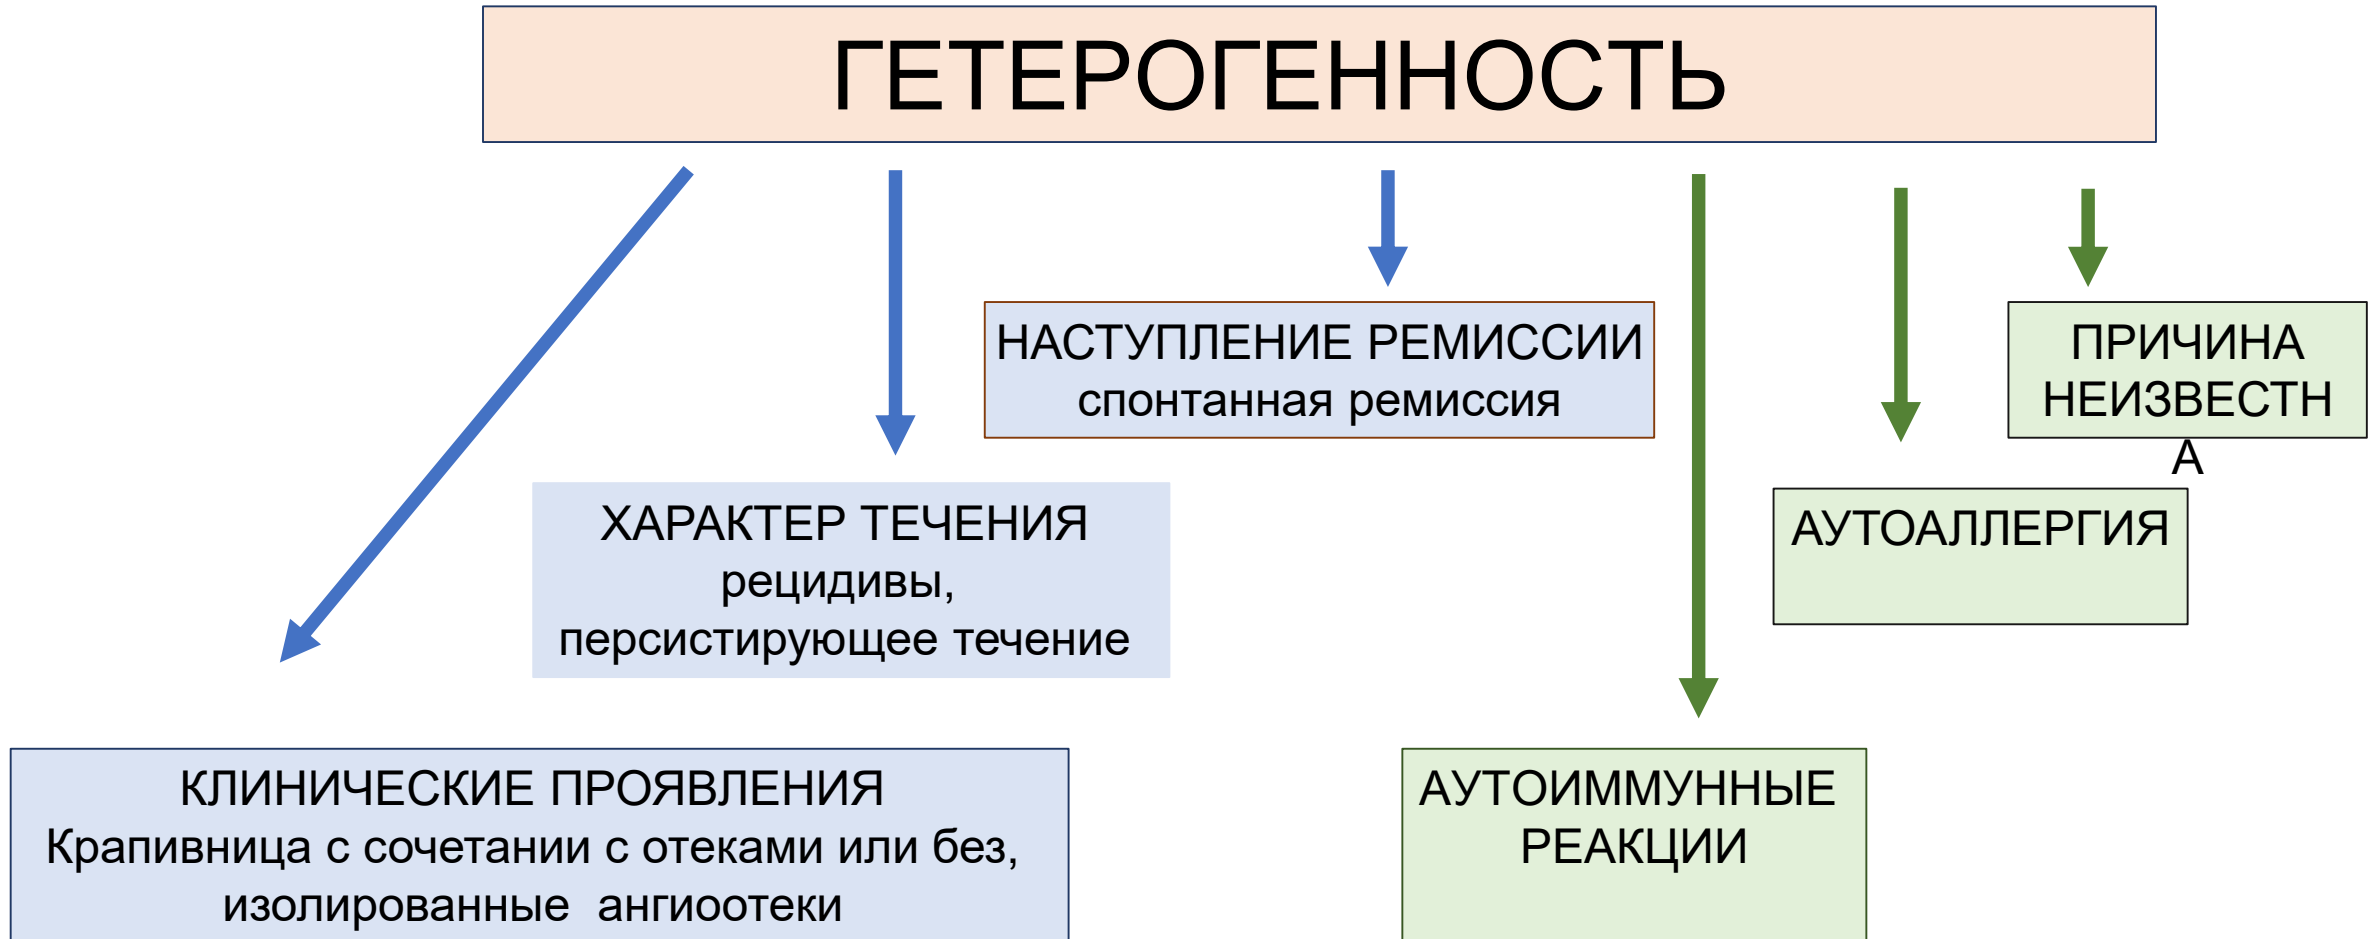 ГЕТЕРОГЕННОСТЬ
НАСТУПЛЕНИЕ РЕМИССИИ
спонтанная ремиссия
ПРИЧИНА
НЕИЗВЕСТН
А
ХАРАКТЕР ТЕЧЕНИЯ
рецидивы,
персистирующее течение
АУТОАЛЛЕРГИЯ
КЛИНИЧЕСКИЕ ПРОЯВЛЕНИЯ
Крапивница с сочетании с отеками или без,
изолированные ангиоотеки
АУТОИММУННЫЕ
РЕАКЦИИ